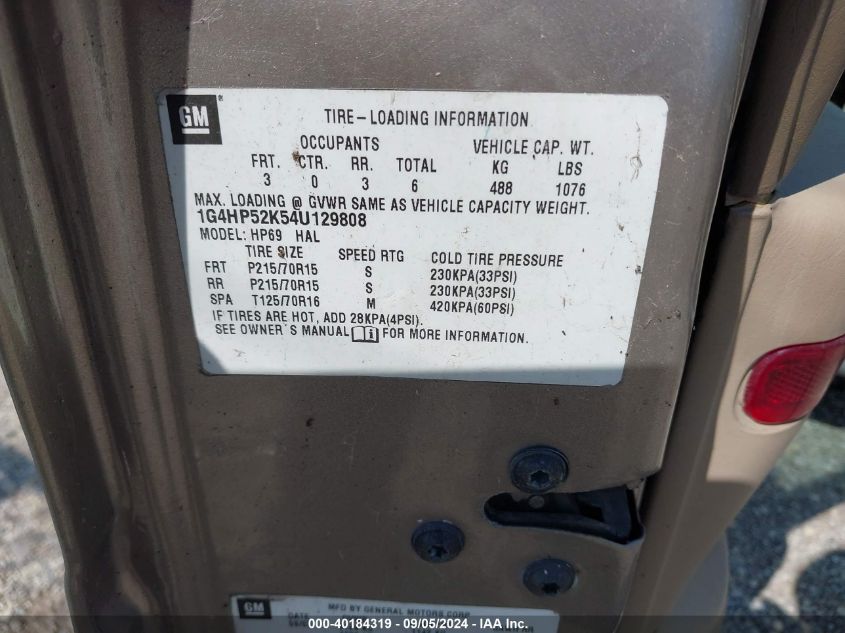 GM
TIRE-LOADING INFORMATION
OCCUPANTS VEHICLE CAP. WT.
FRT. CTR. RR. TOTAL KG LBS
3 0 3 6 488 1076
MAX. LOADING @ GVWR SAME AS VEHICLE CAPACITY WEIGHT.
1G4HP52K54U129808
MODEL: HP69 HAL
TIRE SIZE SPEED RTG COLD TIRE PRESSURE
FRT P215/70R15 S 230KPA(33PSI)
RR P215/70R15 S 230KPA(33PSI)
SPA T125/70R16 M 420KPA(60PSI)
IF TIRES ARE HOT, ADD 28KPA(4PSI).
SEE OWNER'S MANUAL FOR MORE INFORMATION.
GM MFD BY GENERAL MOTORS CORP
DATE
000-40184319 - 09/05/2024 - IAA Inc.